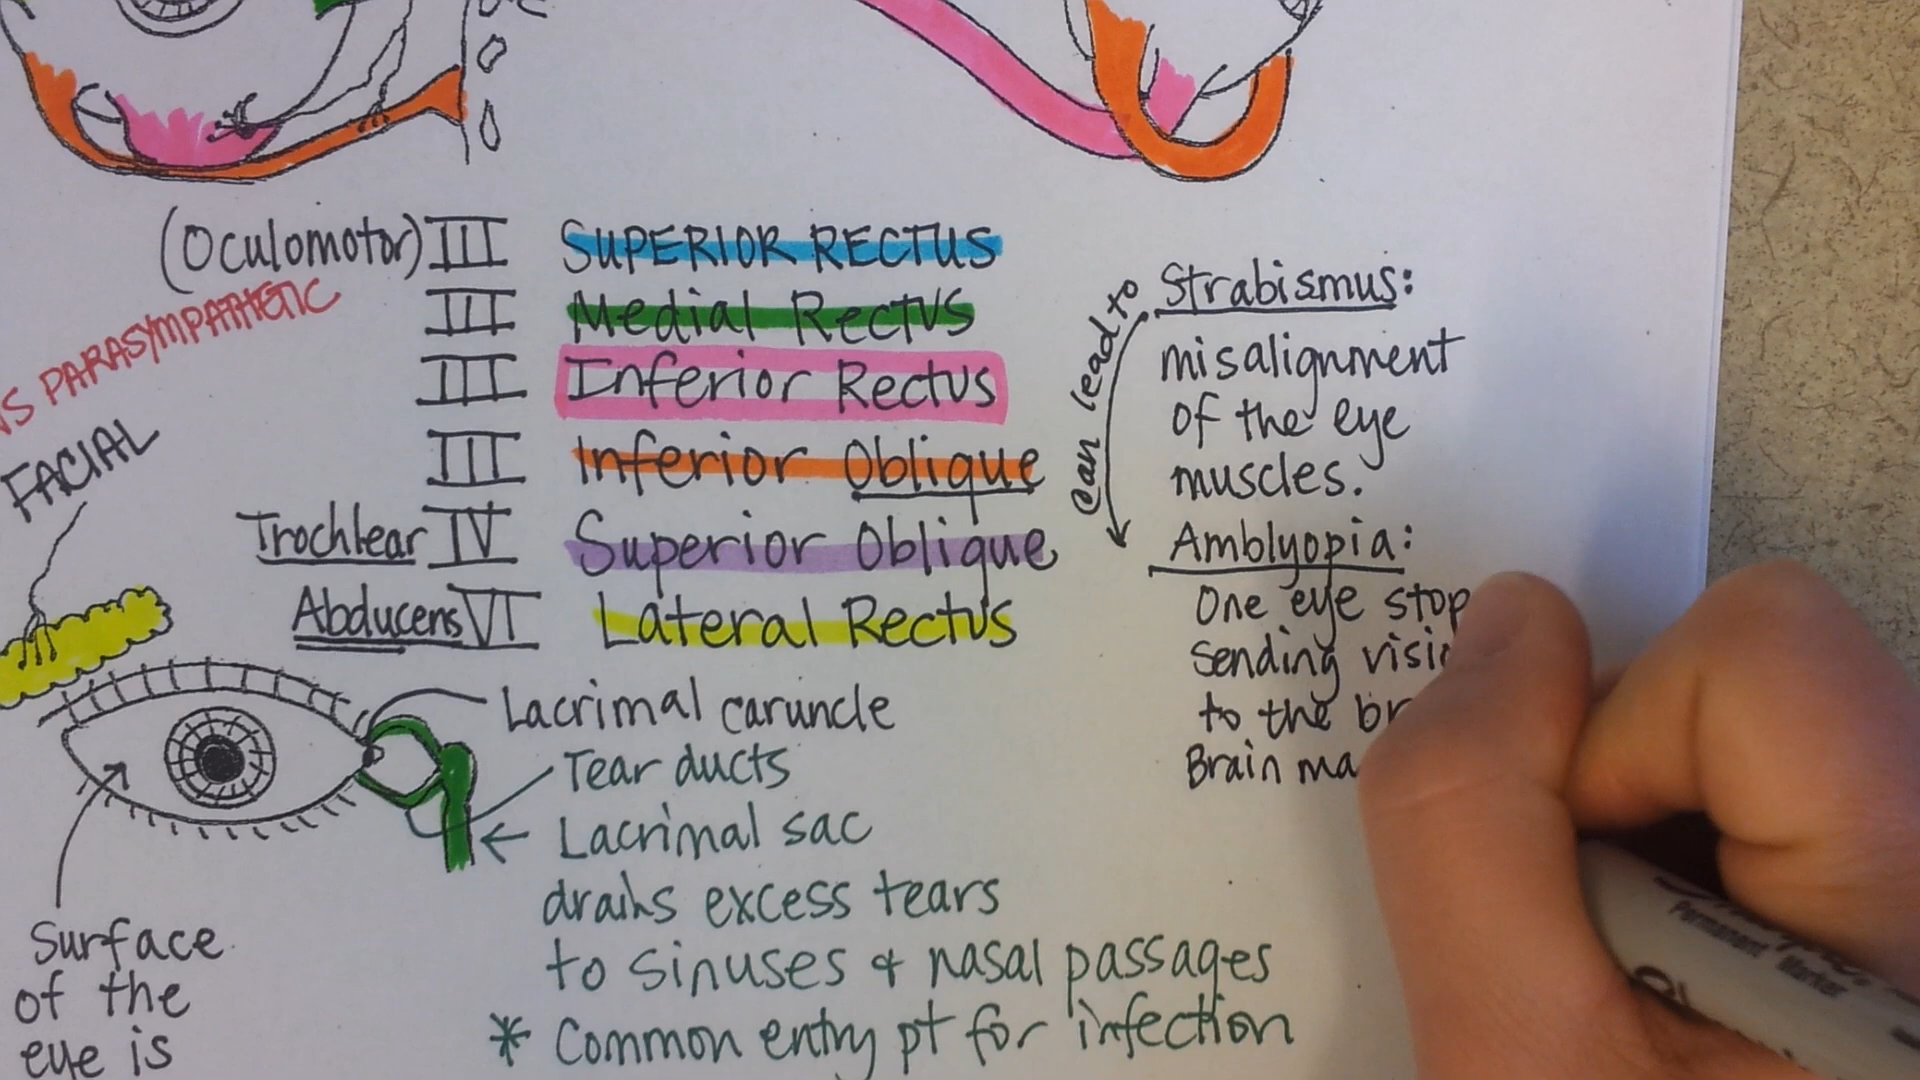 (Oculomotor) III SUPERIOR RECTUS
III Medial Rectus
III Inferior Rectus
III Inferior Oblique
Trochlear IV Superior Oblique
Abducens VI Lateral Rectus
PARASYMPATHETIC
FACIAL
can lead to
Strabismus:
misalignment
of the eye
muscles.
Amblyopia:
One eye stop
sending
to the
Brain
Lacrimal caruncle
Tear ducts
Lacrimal sac
drains excess tears
to sinuses & nasal passages
* Common entry pt for infection
Surface
of the
eye is
Permanent Marker